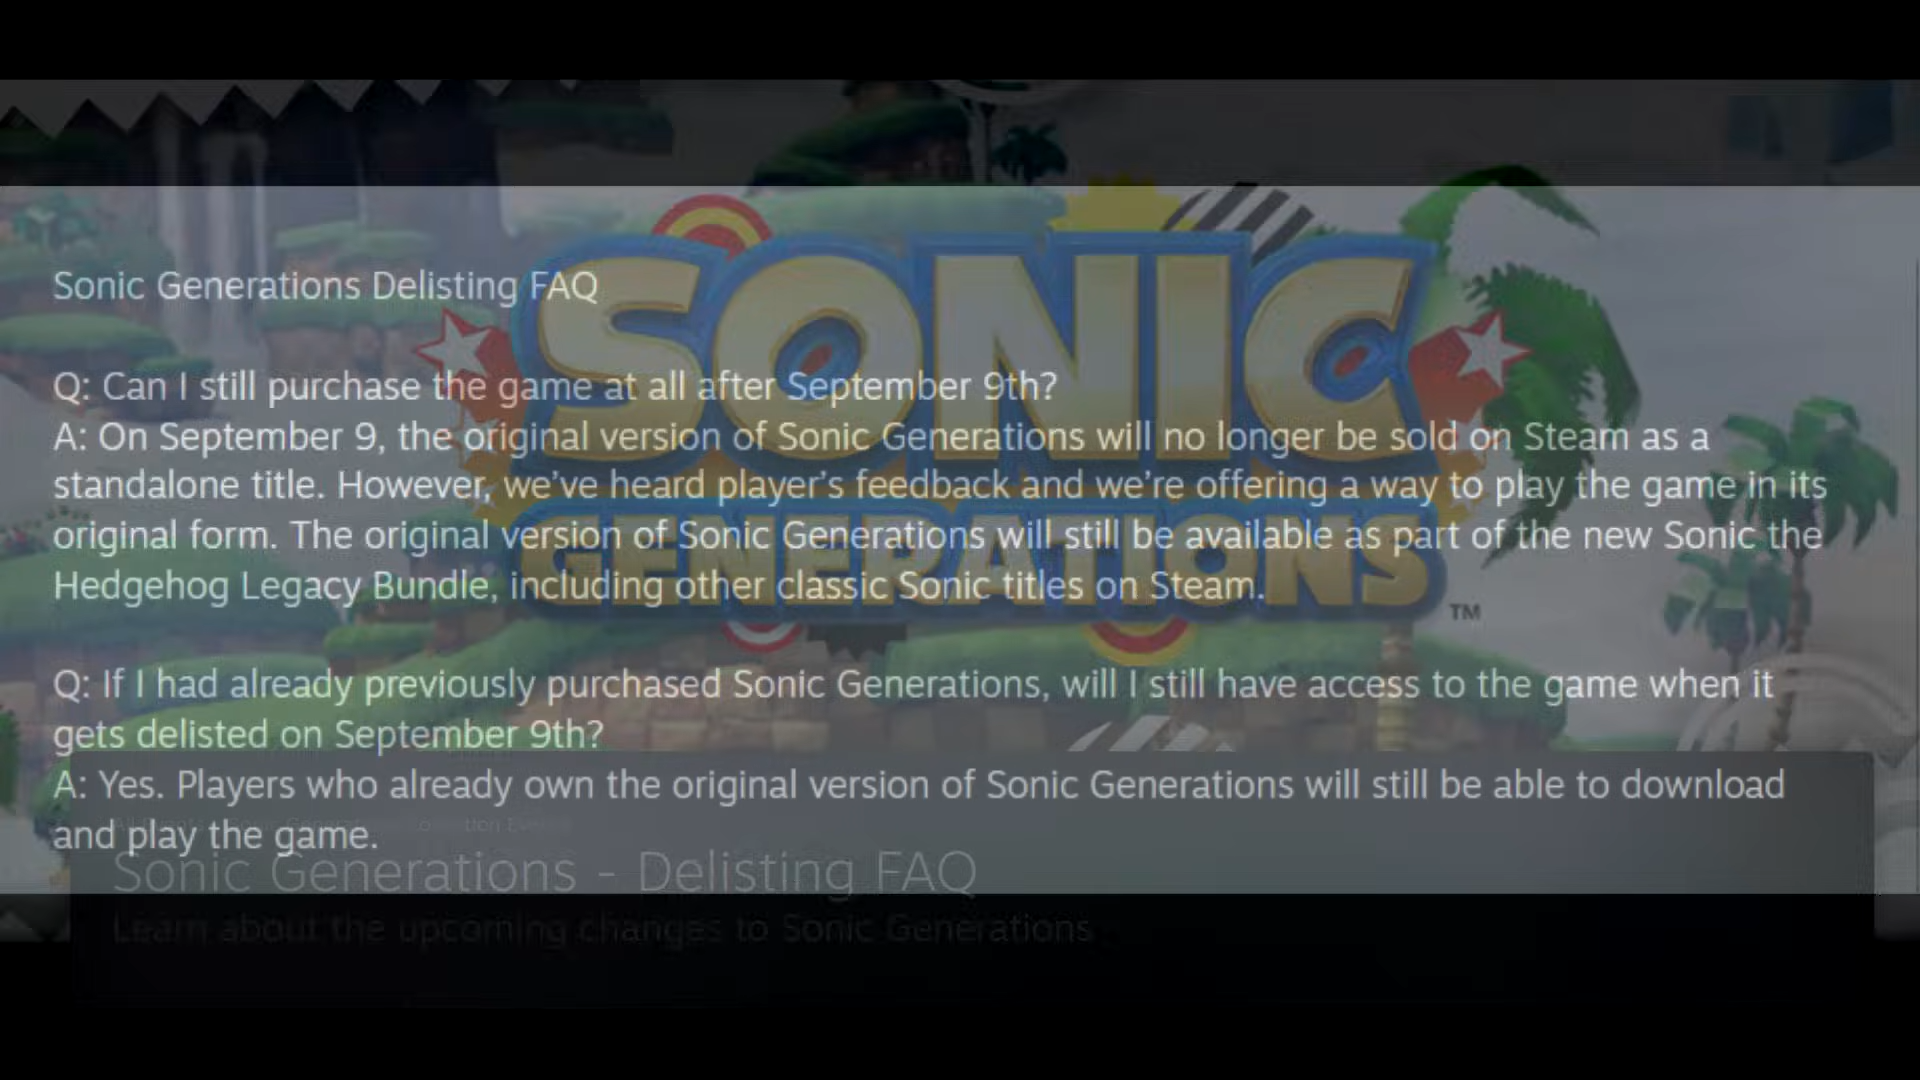 SONIC
GENERATIONS
TM
Sonic Generations Delisting FAQ
Q: Can I still purchase the game at all after September 9th?
A: On September 9, the original version of Sonic Generations will no longer be sold on Steam as a
standalone title. However, we've heard player's feedback and we're offering a way to play the game in its
original form. The original version of Sonic Generations will still be available as part of the new Sonic the
Hedgehog Legacy Bundle, including other classic Sonic titles on Steam.
Q: If I had already previously purchased Sonic Generations, will I still have access to the game when it
gets delisted on September 9th?
A: Yes. Players who already own the original version of Sonic Generations will still be able to download
and play the game.
Sonic Generations - Delisting FAQ
Learn about the upcoming changes to Sonic Generations